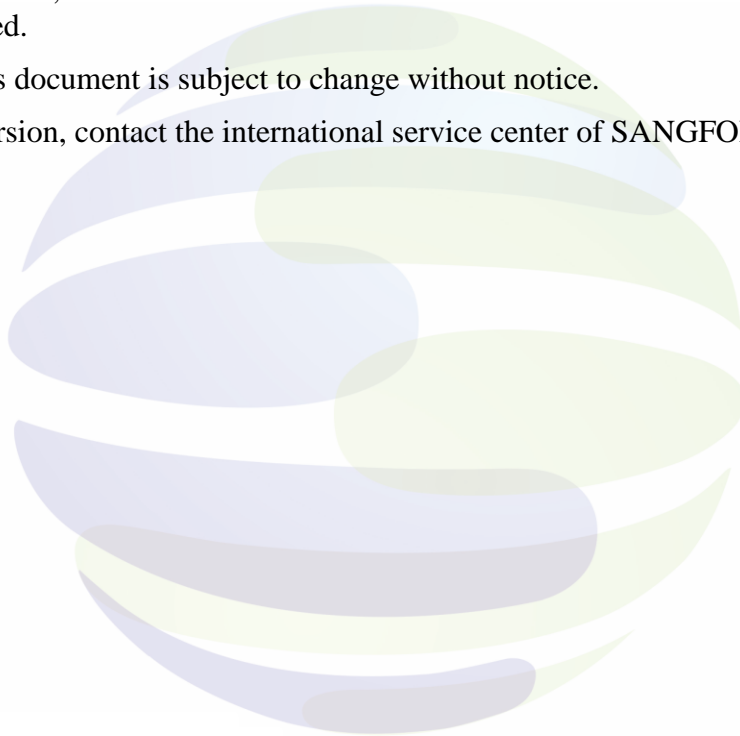 ed.
s document is subject to change without notice.
rsion, contact the international service center of SANGFO